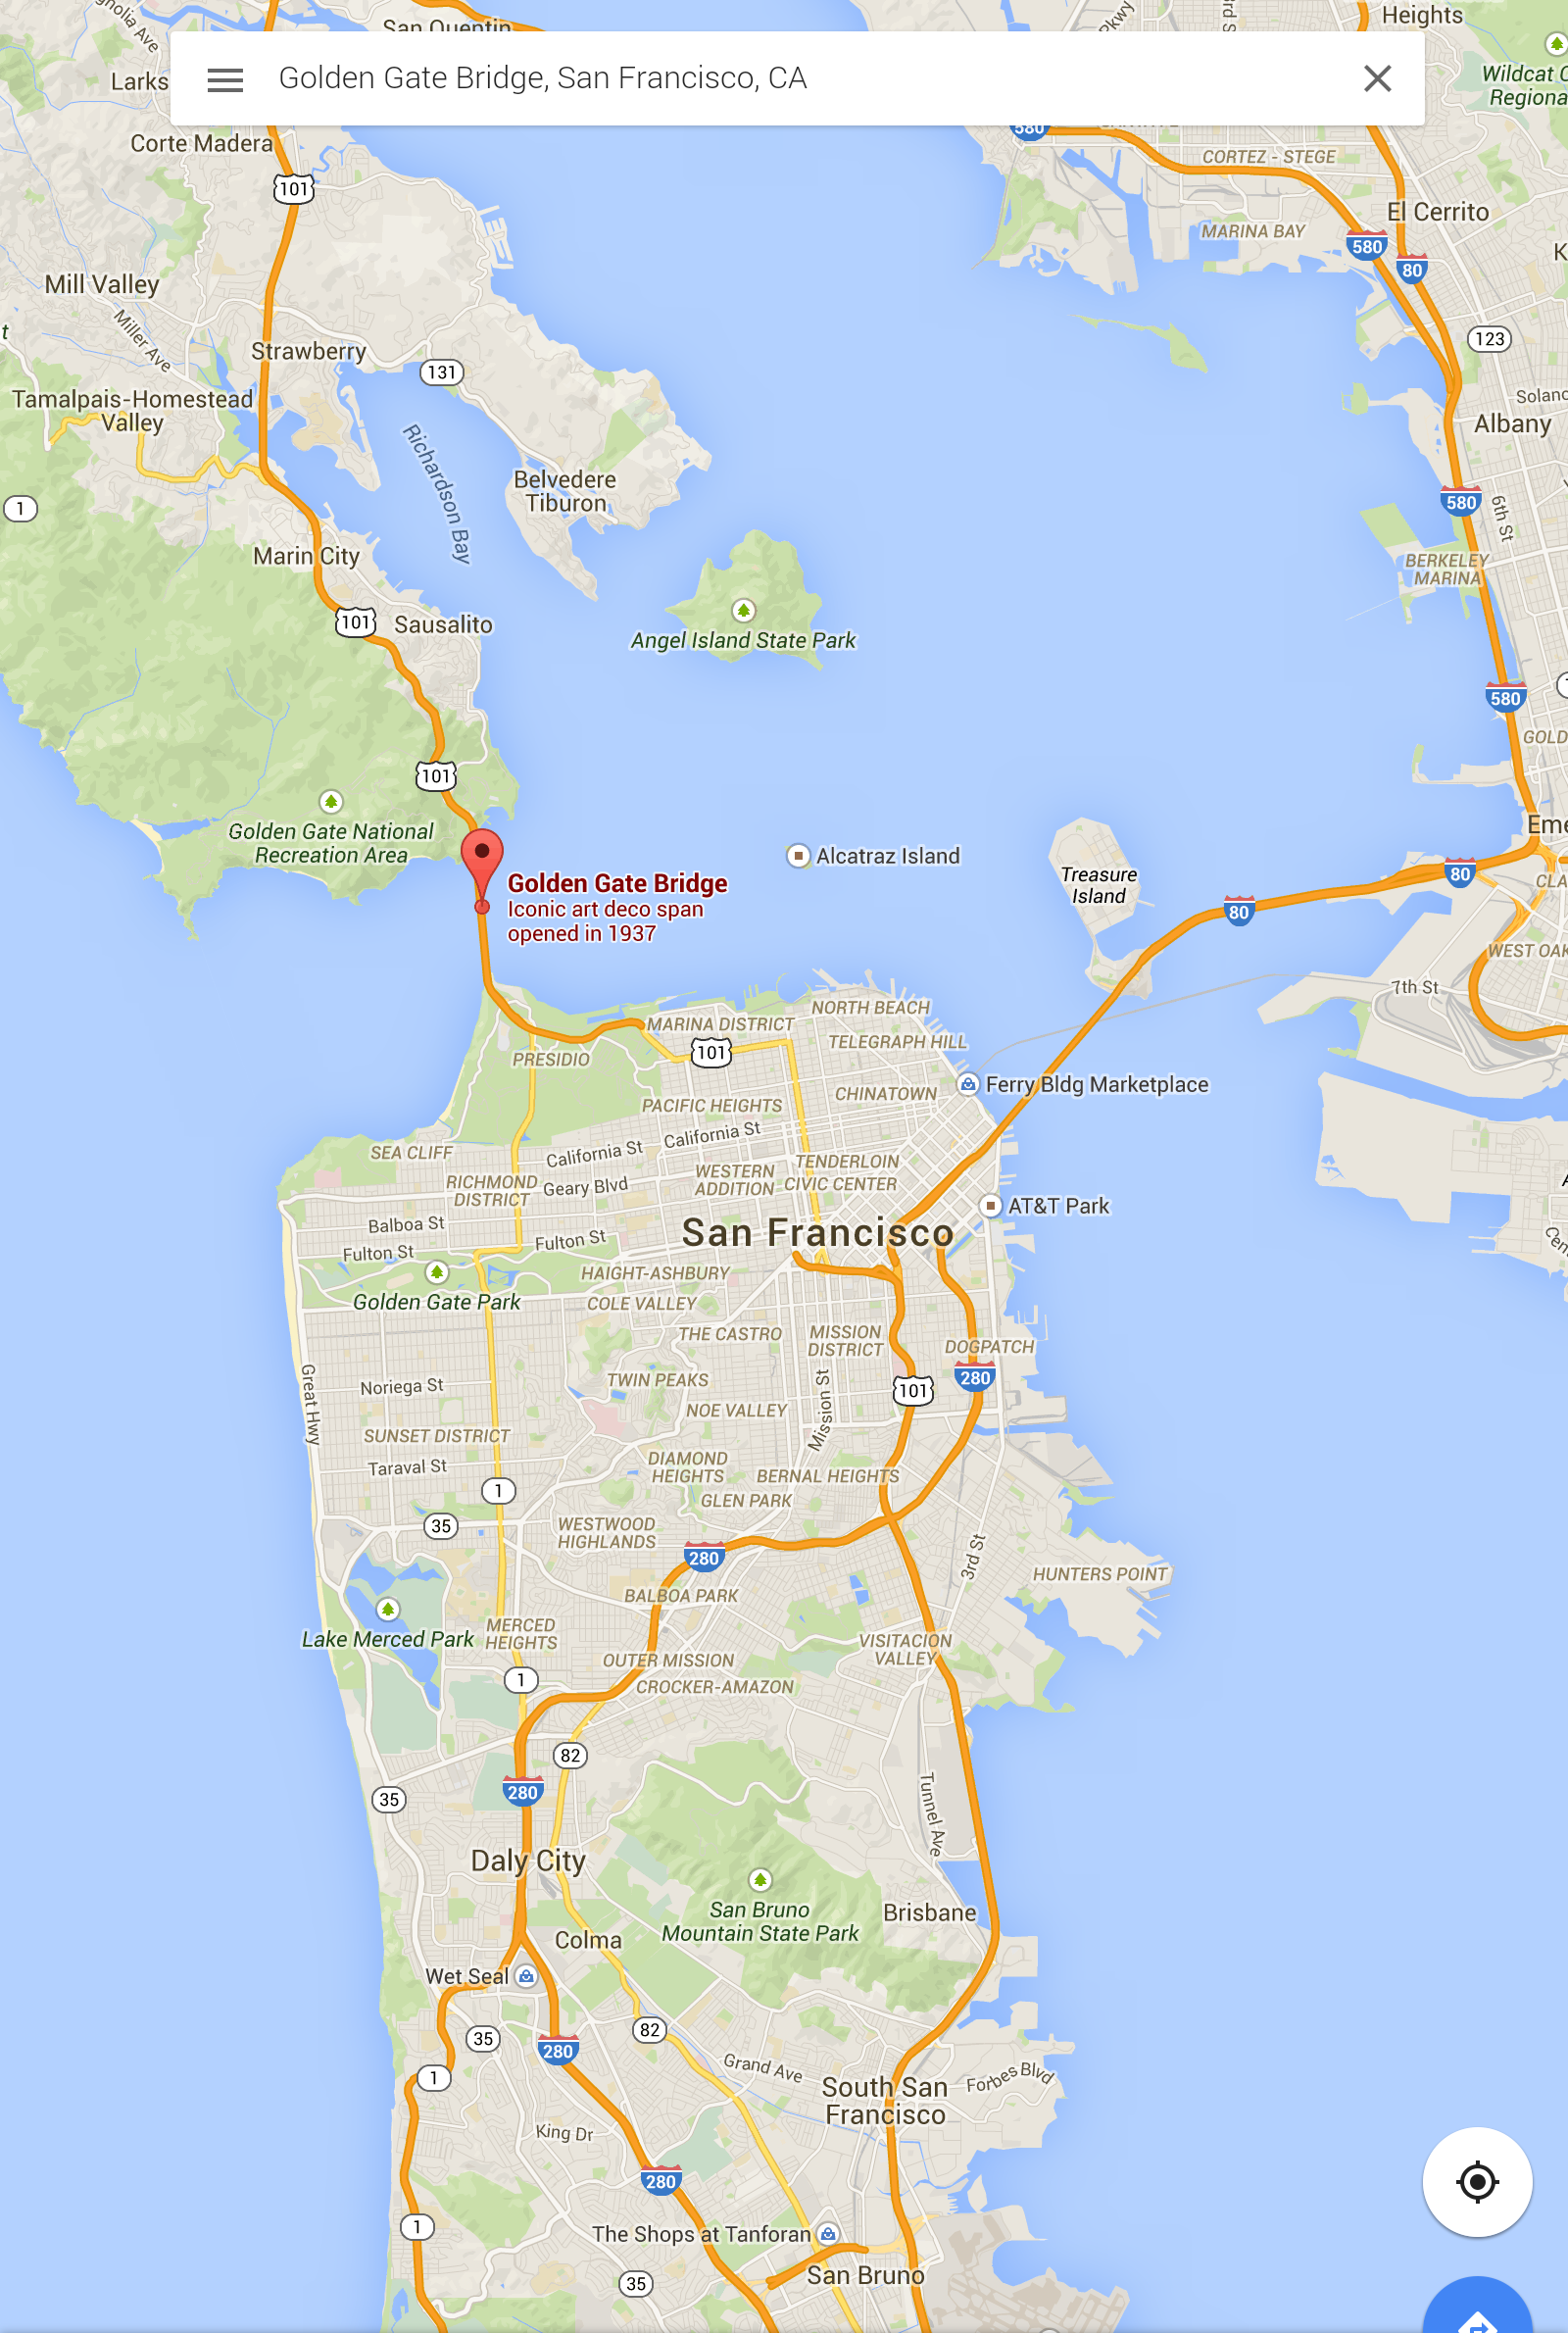 San Quentin
Heights
nolia Ave
Pkwy
Golden Gate Bridge, San Francisco, CA
Larks
Wildcat C
Regiona
580
Corte Madera
CORTEZ - STEGE
101
El Cerrito
MARINA BAY
580
80
K
Mill Valley
Miller Ave
t
Strawberry
131
123
Tamalpais-Homestead
Valley
Solano
Albany
Richardson Bay
Belvedere
Tiburon
1
580
6th St
Marin City
BERKELEY
MARINA
101
Sausalito
Angel Island State Park
580
GOLD
101
Golden Gate National
Recreation Area
Eme
Alcatraz Island
Treasure
Island
80
CLA
Golden Gate Bridge
Iconic art deco span
opened in 1937
80
WEST OAK
7th St
NORTH BEACH
MARINA DISTRICT
TELEGRAPH HILL
101
PRESIDIO
Ferry Bldg Marketplace
CHINATOWN
PACIFIC HEIGHTS
California St
California St
SEA CLIFF
TENDERLOIN
WESTERN
ADDITION
CIVIC CENTER
RICHMOND
DISTRICT
Geary Blvd
AT&T Park
Balboa St
San Francisco
Fulton St
Fulton St
Cen
HAIGHT-ASHBURY
Golden Gate Park
COLE VALLEY
THE CASTRO
MISSION
DISTRICT
DOGPATCH
TWIN PEAKS
280
Noriega St
101
Great Hwy
Mission St
NOE VALLEY
SUNSET DISTRICT
Taraval St
DIAMOND
HEIGHTS
BERNAL HEIGHTS
1
GLEN PARK
35
WESTWOOD
HIGHLANDS
280
3rd St
HUNTERS POINT
BALBOA PARK
Lake Merced Park
MERCED
HEIGHTS
VISITACION
VALLEY
OUTER MISSION
1
CROCKER-AMAZON
82
280
35
Tunnel Ave
Daly City
San Bruno
Mountain State Park
Brisbane
Colma
Wet Seal
82
35
280
1
Grand Ave
Forbes Blvd
South San
Francisco
King Dr
280
1
The Shops at Tanforan
35
San Bruno